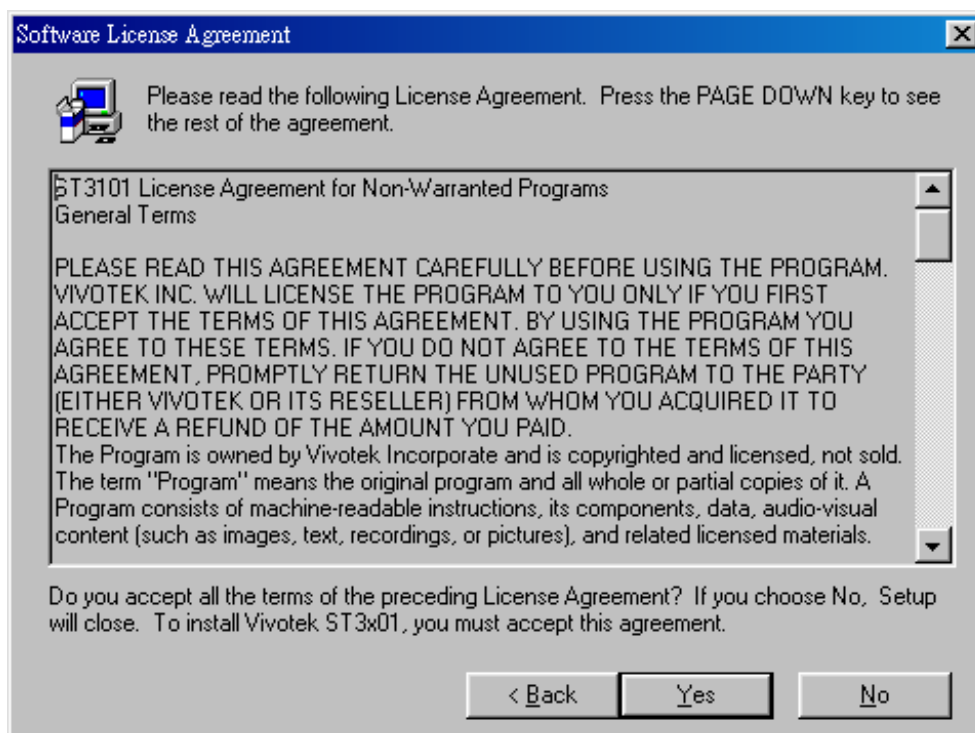 Software License Agreement
Please read the following License Agreement. Press the PAGE DOWN key to see
the rest of the agreement.
ST3101 License Agreement for Non-Warranted Programs
General Terms
PLEASE READ THIS AGREEMENT CAREFULLY BEFORE USING THE PROGRAM.
VIVOTEK INC. WILL LICENSE THE PROGRAM TO YOU ONLY IF YOU FIRST
ACCEPT THE TERMS OF THIS AGREEMENT. BY USING THE PROGRAM YOU
AGREE TO THESE TERMS. IF YOU DO NOT AGREE TO THE TERMS OF THIS
AGREEMENT, PROMPTLY RETURN THE UNUSED PROGRAM TO THE PARTY
(EITHER VIVOTEK OR ITS RESELLER) FROM WHOM YOU ACQUIRED IT TO
RECEIVE A REFUND OF THE AMOUNT YOU PAID.
The Program is owned by Vivotek Incorporate and is copyrighted and licensed, not sold.
The term "Program" means the original program and all whole or partial copies of it. A
Program consists of machine-readable instructions, its components, data, audio-visual
content (such as images, text, recordings, or pictures), and related licensed materials.
Do you accept all the terms of the preceding License Agreement? If you choose No, Setup
will close. To install Vivotek ST3x01, you must accept this agreement.
< Back
Yes
No